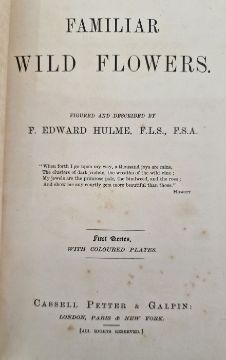 FAMILIAR
WILD FLOWERS.
FIGURED AND DESCRIBED BY
F. EDWARD HULME, F.L.S., F.S.A.
"When forth I go upon my way, a thousand joys are mine,
The clusters of dark violets, the wreaths of the wild vine;
My jewels are the primrose pale, the bindweed, and the rose;
And show me any courtly gem more beautiful than those."
HOWITT
First Series,
WITH COLOURED PLATES.
CASSELL PETTER & GALPIN:
LONDON, PARIS & NEW YORK.
[ALL RIGHTS RESERVED.]